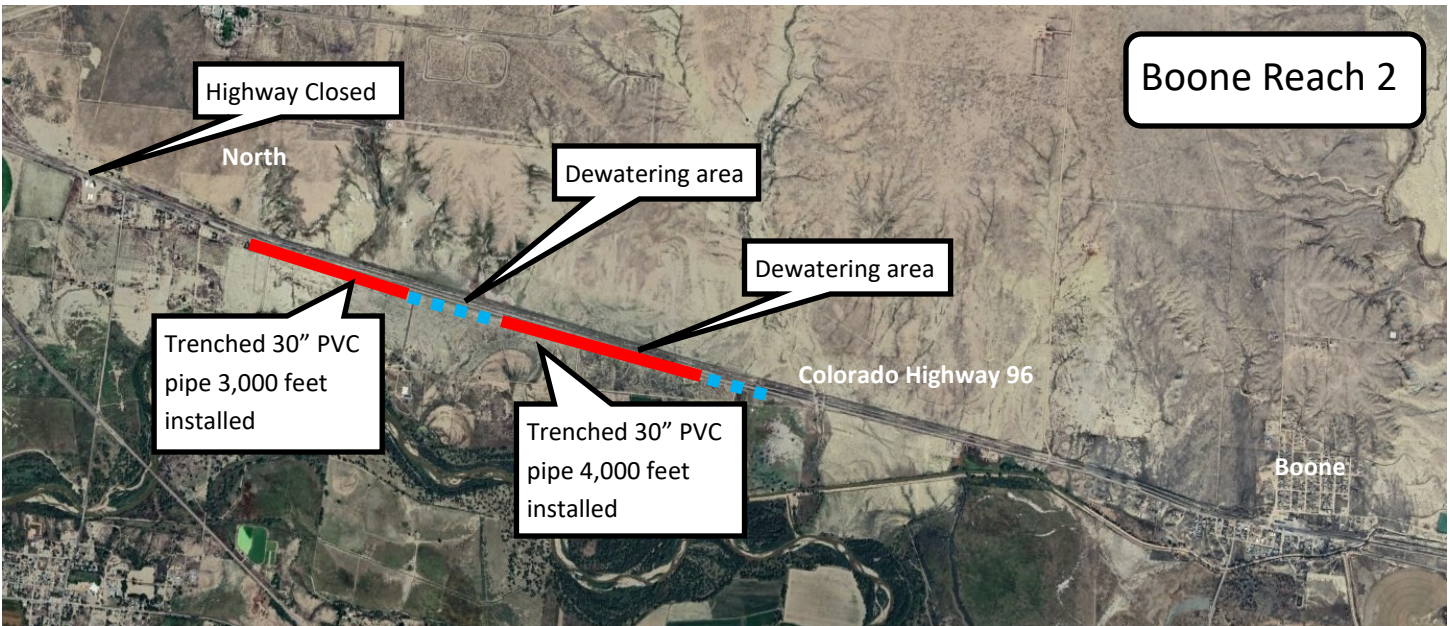 Boone Reach 2
Highway Closed
North
Dewatering area
Dewatering area
Trenched 30” PVC
pipe 3,000 feet
installed
Colorado Highway 96
Trenched 30” PVC
pipe 4,000 feet
installed
Boone